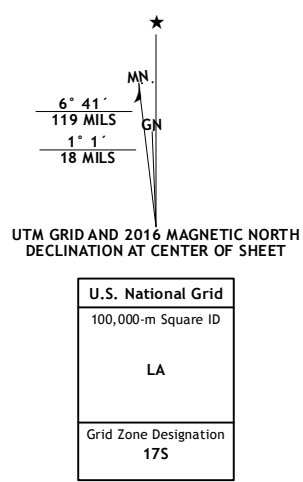 MN
6° 41´
119 MILS
GN
1° 1´
18 MILS
UTM GRID AND 2016 MAGNETIC NORTH
DECLINATION AT CENTER OF SHEET
U.S. National Grid
100,000-m Square ID
LA
Grid Zone Designation
17S